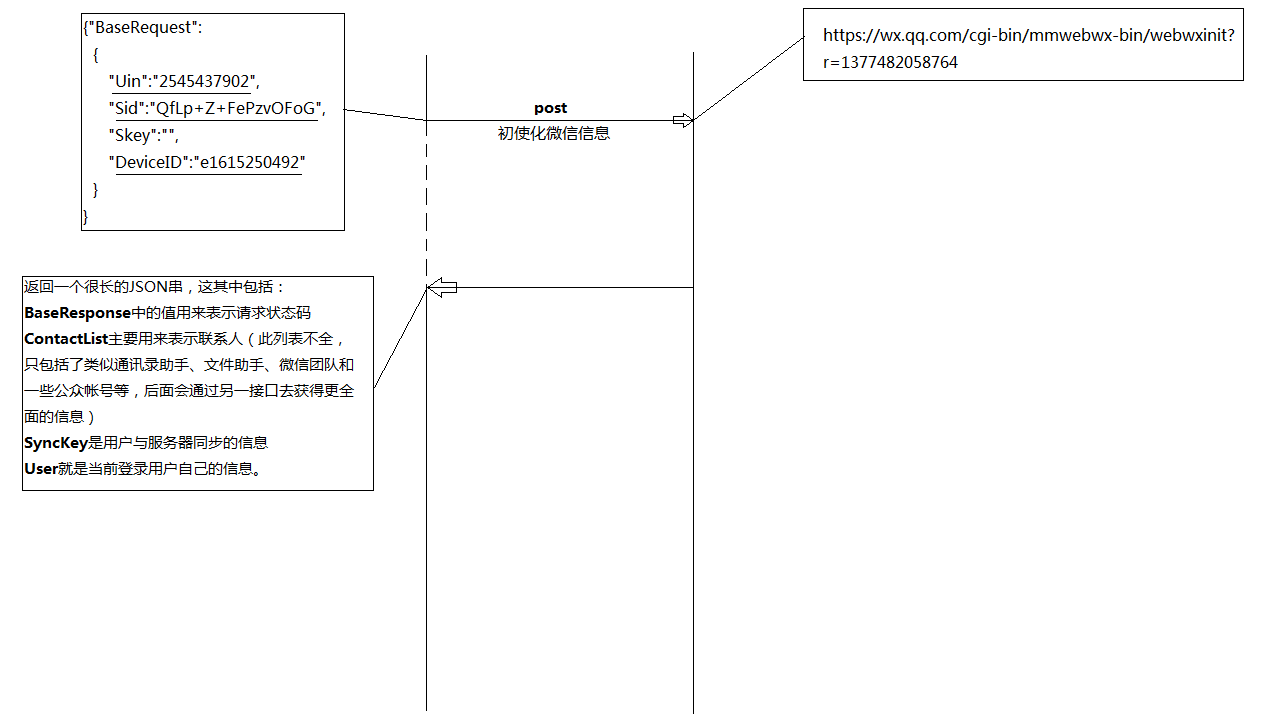 {"BaseRequest":
{
"Uin":"2545437902",
"Sid":"QfLp+Z+FePzvOFoG",
"Skey":"",
"DeviceID":"e1615250492"
}
}
post
初使化微信信息
https://wx.qq.com/cgi-bin/mmwebwx-bin/webwxinit?
r=1377482058764
返回一个很长的JSON串，这其中包括：
BaseResponse中的值用来表示请求状态码
ContactList主要用来表示联系人（此列表不全，
只包括了类似通讯录助手、文件助手、微信团队和
一些公众帐号等，后面会通过另一接口去获得更全
面的信息）
SyncKey是用户与服务器同步的信息
User就是当前登录用户自己的信息。